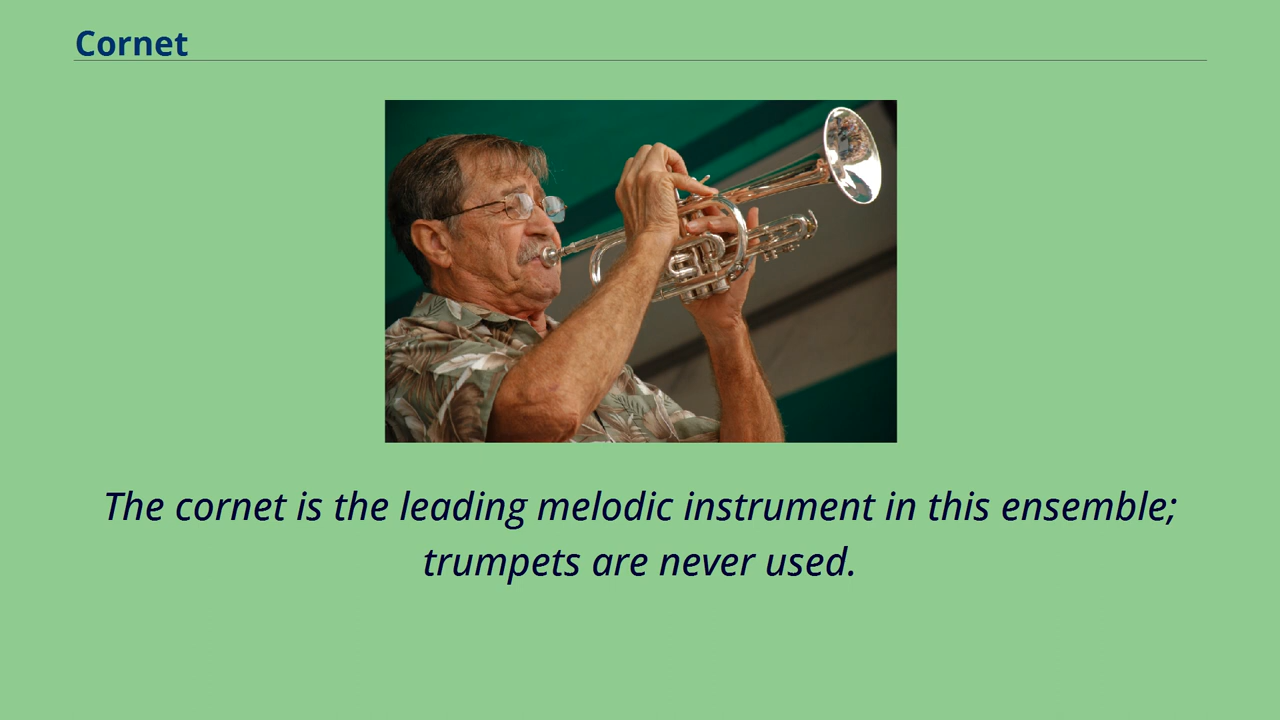 Cornet
The cornet is the leading melodic instrument in this ensemble;
trumpets are never used.